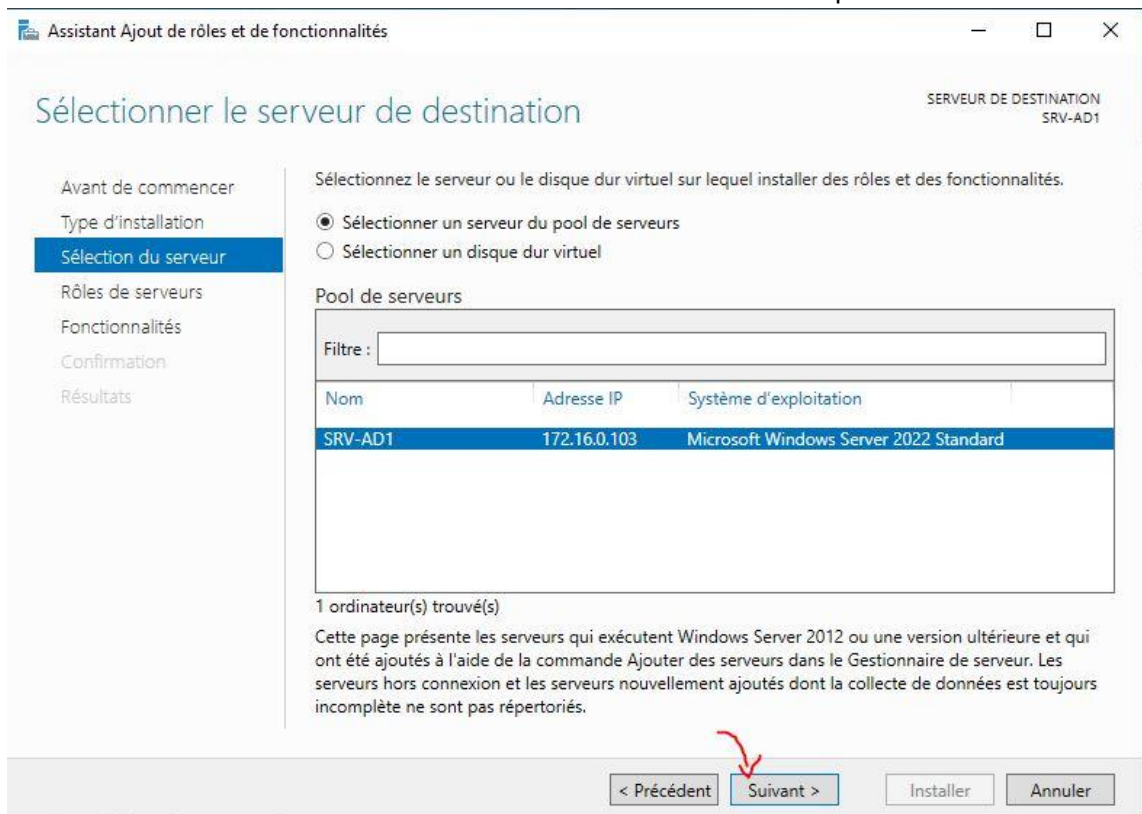 Assistant Ajout de rôles et de fonctionnalités
Sélectionner le serveur de destination
SERVEUR DE DESTINATION
SRV-AD1
Avant de commencer
Type d'installation
Sélection du serveur
Rôles de serveurs
Fonctionnalités
Confirmation
Résultats
Sélectionnez le serveur ou le disque dur virtuel sur lequel installer des rôles et des fonctionnalités.
Sélectionner un serveur du pool de serveurs
Sélectionner un disque dur virtuel
Pool de serveurs
Filtre :
Nom Adresse IP Système d'exploitation
SRV-AD1 172.16.0.103 Microsoft Windows Server 2022 Standard
1 ordinateur(s) trouvé(s)
Cette page présente les serveurs qui exécutent Windows Server 2012 ou une version ultérieure et qui
ont été ajoutés à l'aide de la commande Ajouter des serveurs dans le Gestionnaire de serveur. Les
serveurs hors connexion et les serveurs nouvellement ajoutés dont la collecte de données est toujours
incomplète ne sont pas répertoriés.
< Précédent Suivant > Installer Annuler